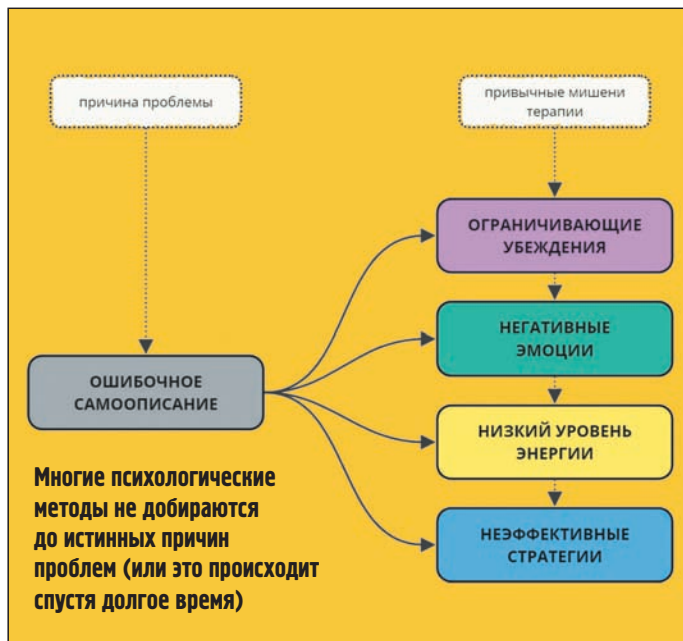 причина проблемы
привычные мишени
терапии
ОГРАНИЧИВАЮЩИЕ
УБЕЖДЕНИЯ
НЕГАТИВНЫЕ
ЭМОЦИИ
ОШИБОЧНОЕ
САМООПИСАНИЕ
НИЗКИЙ УРОВЕНЬ
ЭНЕРГИИ
НЕЭФФЕКТИВНЫЕ
СТРАТЕГИИ
Многие психологические
методы не добираются
до истинных причин
проблем (или это происходит
спустя долгое время)